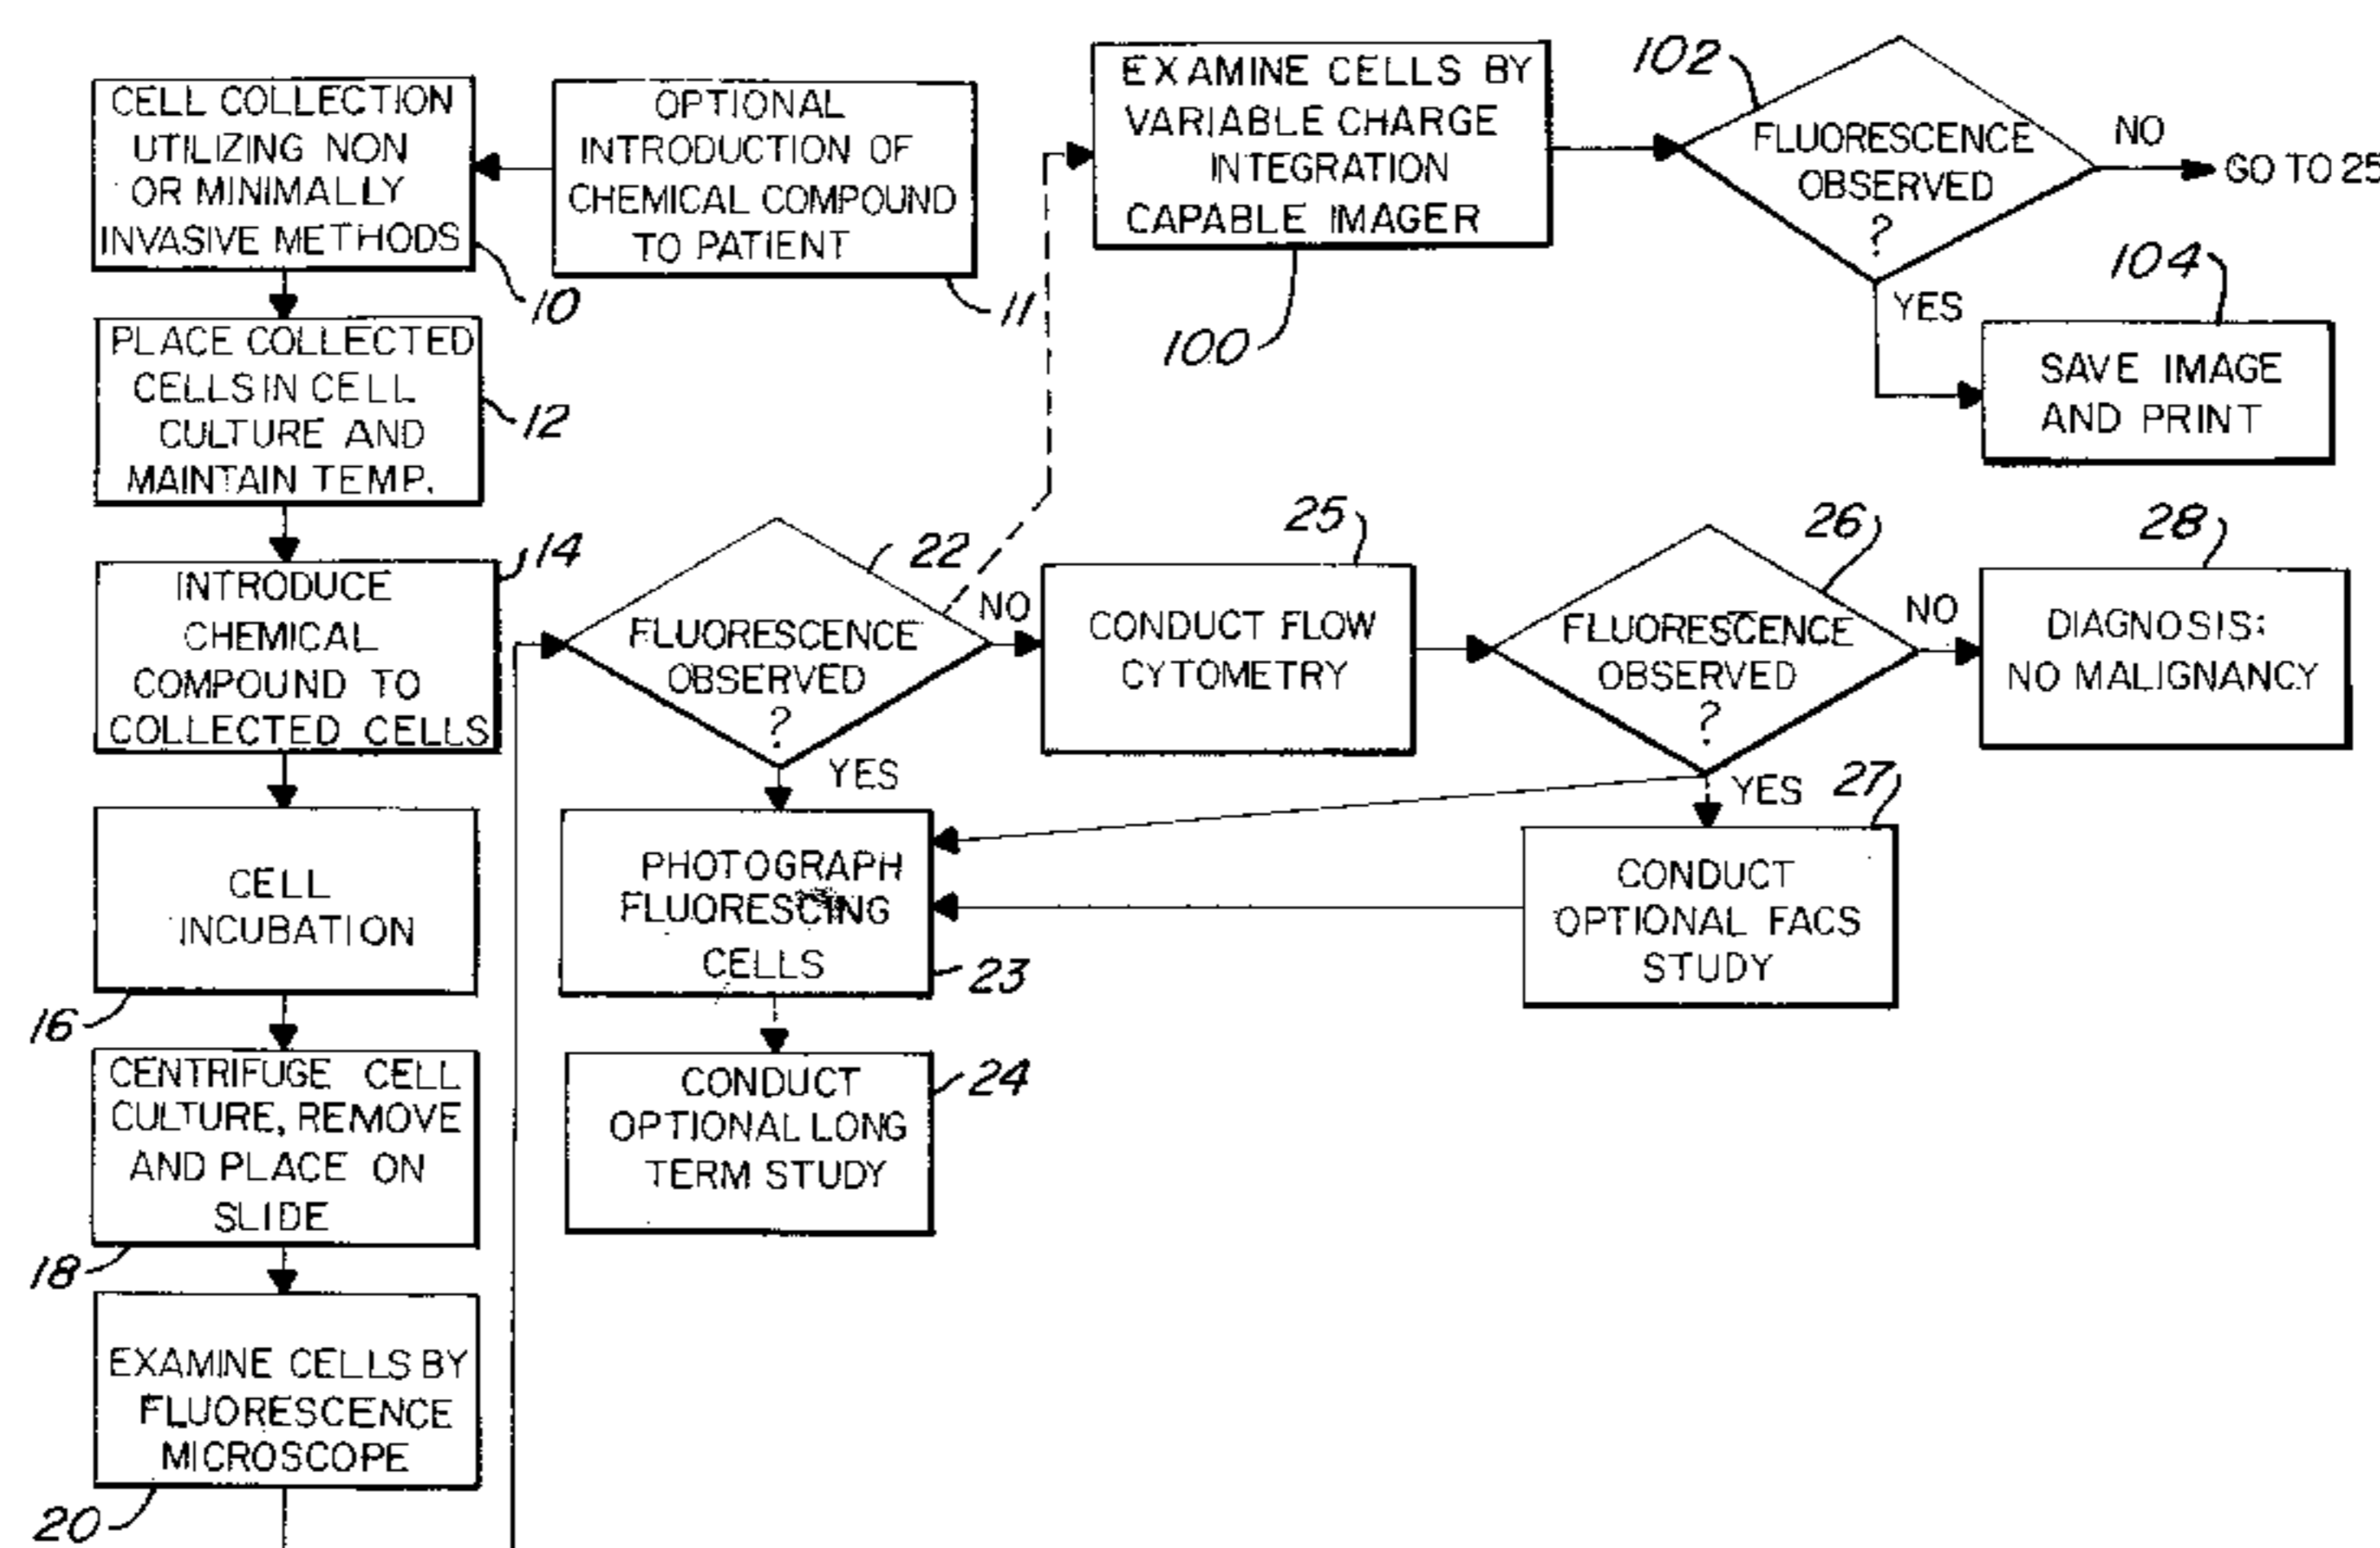 CELL COLLECTION
UTILIZING NON
OR MINIMALLY
INVASIVE METHODS
10
OPTIONAL
INTRODUCTION OF
CHEMICAL COMPOUND
TO PATIENT
11
EXAMINE CELLS BY
VARIABLE CHARGE
INTEGRATION
CAPABLE IMAGER
100
102
FLUORESCENCE
OBSERVED
?
NO
GO TO 25
YES
104
SAVE IMAGE
AND PRINT
PLACE COLLECTED
CELLS IN CELL
CULTURE AND
MAINTAIN TEMP.
12
INTRODUCE
CHEMICAL
COMPOUND TO
COLLECTED CELLS
14
22
FLUORESCENCE
OBSERVED
?
NO
YES
25
CONDUCT FLOW
CYTOMETRY
26
FLUORESCENCE
OBSERVED
?
NO
YES
28
DIAGNOSIS:
NO MALIGNANCY
CELL
INCUBATION
16
PHOTOGRAPH
FLUORESCING
CELLS
23
27
CONDUCT
OPTIONAL FACS
STUDY
CENTRIFUGE CELL
CULTURE, REMOVE
AND PLACE ON
SLIDE
18
CONDUCT
OPTIONAL LONG
TERM STUDY
24
EXAMINE CELLS BY
FLUORESCENCE
MICROSCOPE
20